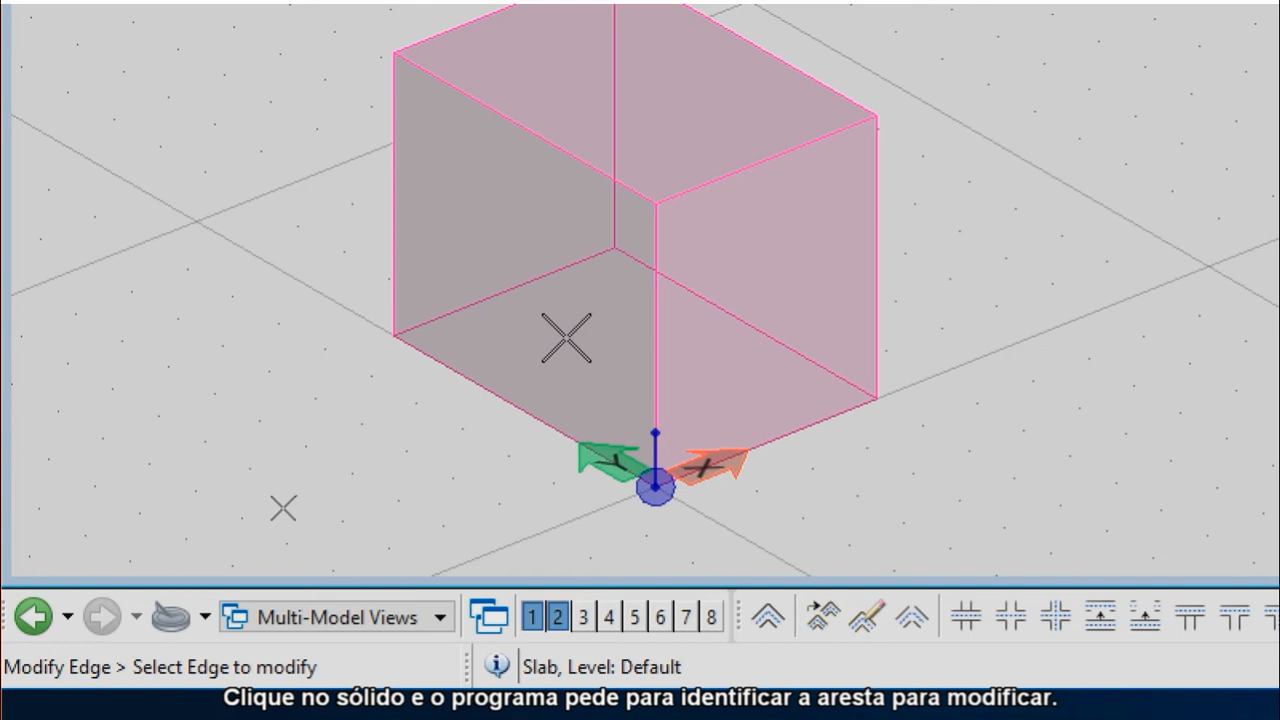 Y X
Multi-Model Views 1 2 3 4 5 6 7 8
Modify Edge > Select Edge to modify Slab, Level: Default
Clique no sólido e o programa pede para identificar a aresta para modificar.